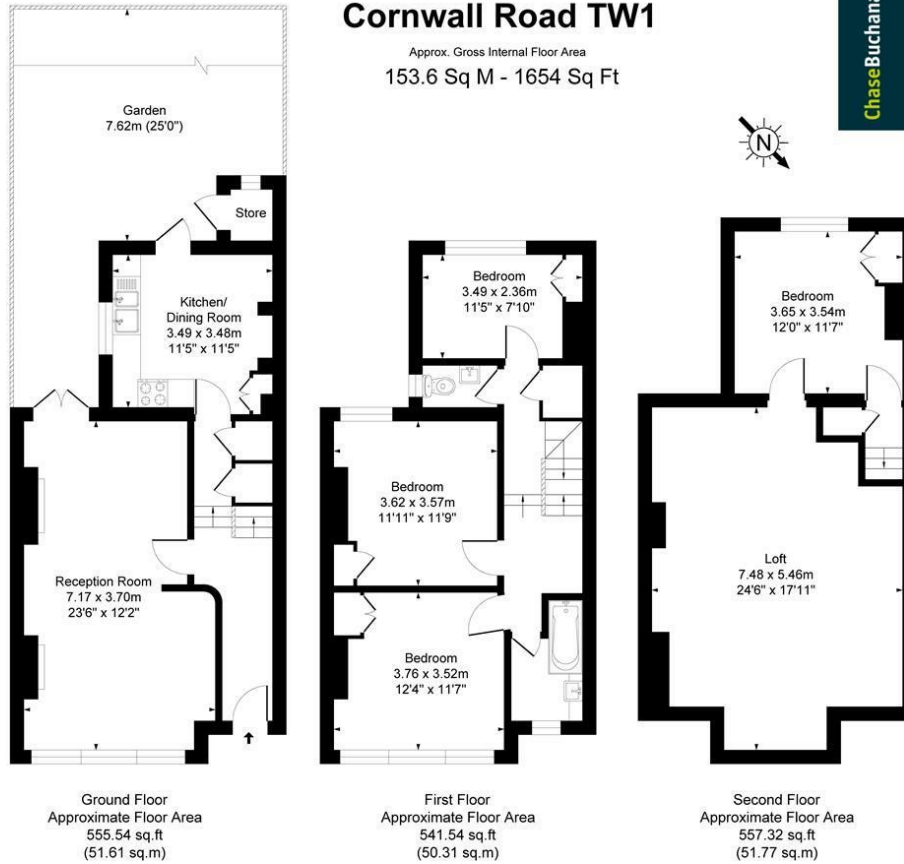 Cornwall Road TW1
Approx. Gross Internal Floor Area
153.6 Sq M - 1654 Sq Ft
N
Garden
7.62m (25'0")
Store
Kitchen/
Dining Room
3.49 x 3.48m
11'5" x 11'5"
Reception Room
7.17 x 3.70m
23'6" x 12'2"
Ground Floor
Approximate Floor Area
555.54 sq.ft
(51.61 sq.m)
Bedroom
3.49 x 2.36m
11'5" x 7'10"
Bedroom
3.62 x 3.57m
11'11" x 11'9"
Bedroom
3.76 x 3.52m
12'4" x 11'7"
First Floor
Approximate Floor Area
541.54 sq.ft
(50.31 sq.m)
Bedroom
3.65 x 3.54m
12'0" x 11'7"
Loft
7.48 x 5.46m
24'6" x 17'11"
Second Floor
Approximate Floor Area
557.32 sq.ft
(51.77 sq.m)